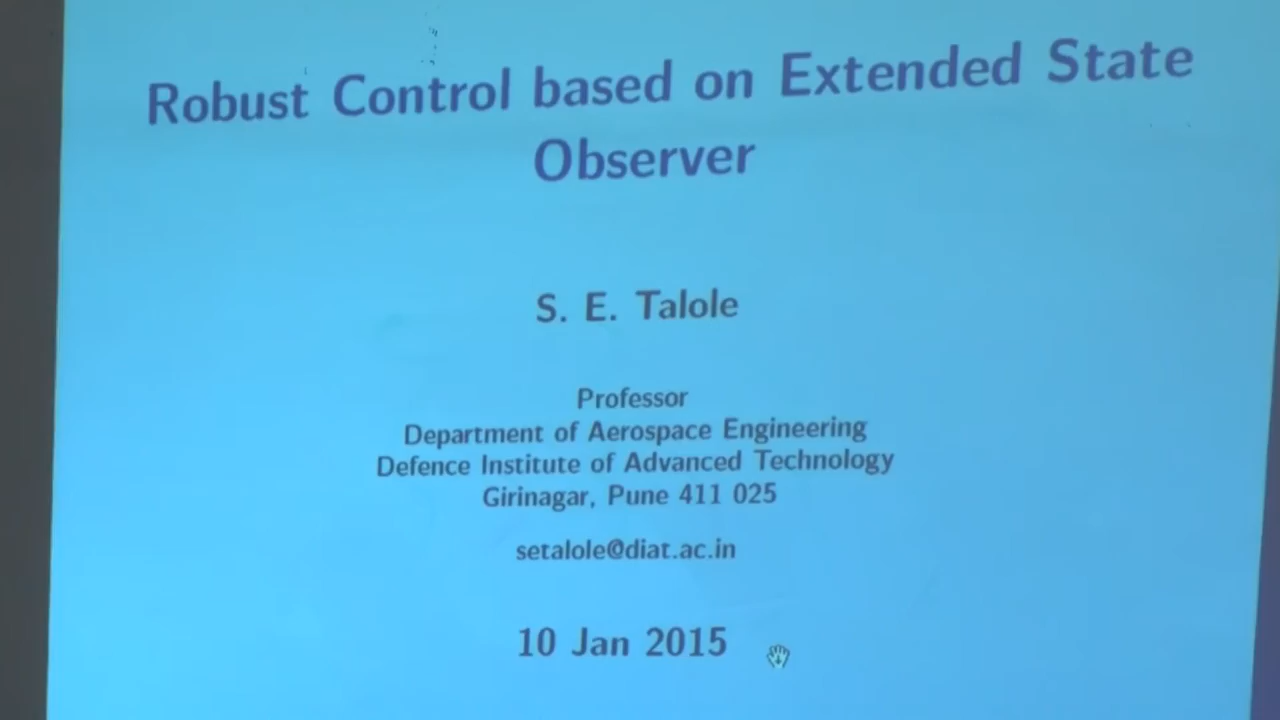 Robust Control based on Extended State
Observer
S. E. Talole
Professor
Department of Aerospace Engineering
Defence Institute of Advanced Technology
Girinagar, Pune 411 025
setalole@diat.ac.in
10 Jan 2015